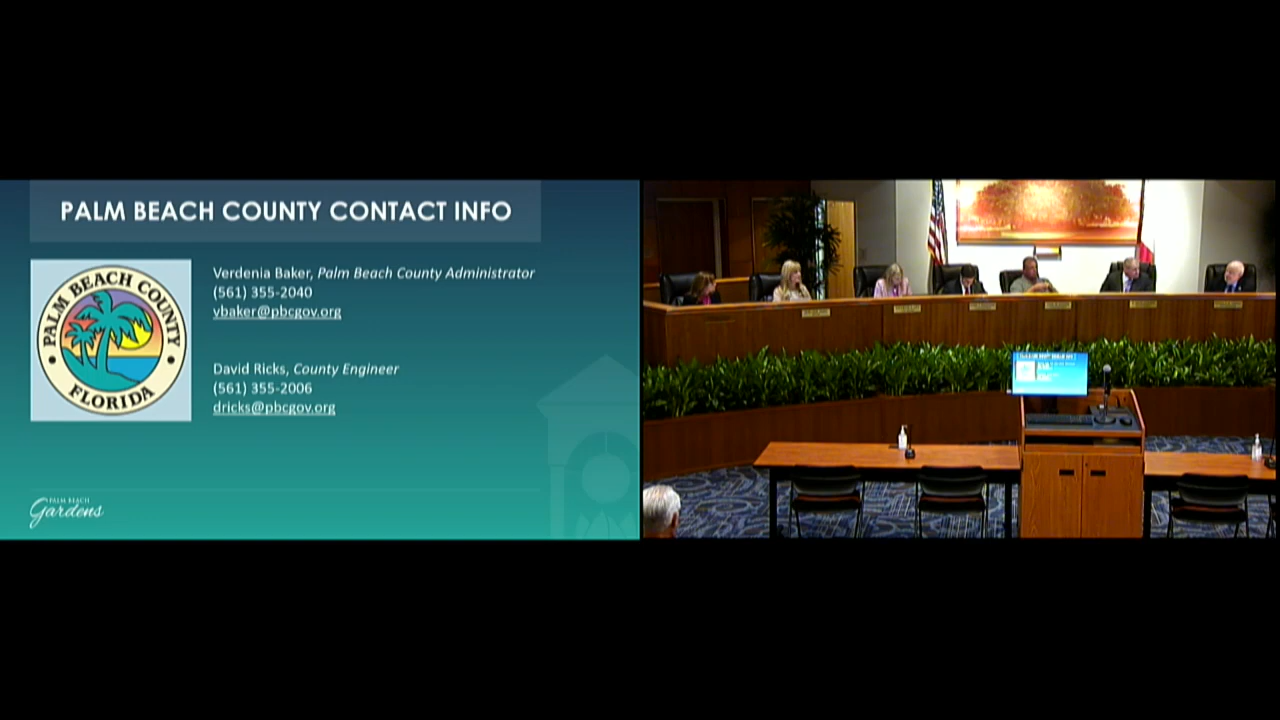 PALM BEACH COUNTY CONTACT INFO
PALM BEACH COUNTY
FLORIDA
Verdenia Baker, Palm Beach County Administrator
(561) 355-2040
vbaker@pbcgov.org
David Ricks, County Engineer
(561) 355-2006
dricks@pbcgov.org
PALM BEACH
Gardens